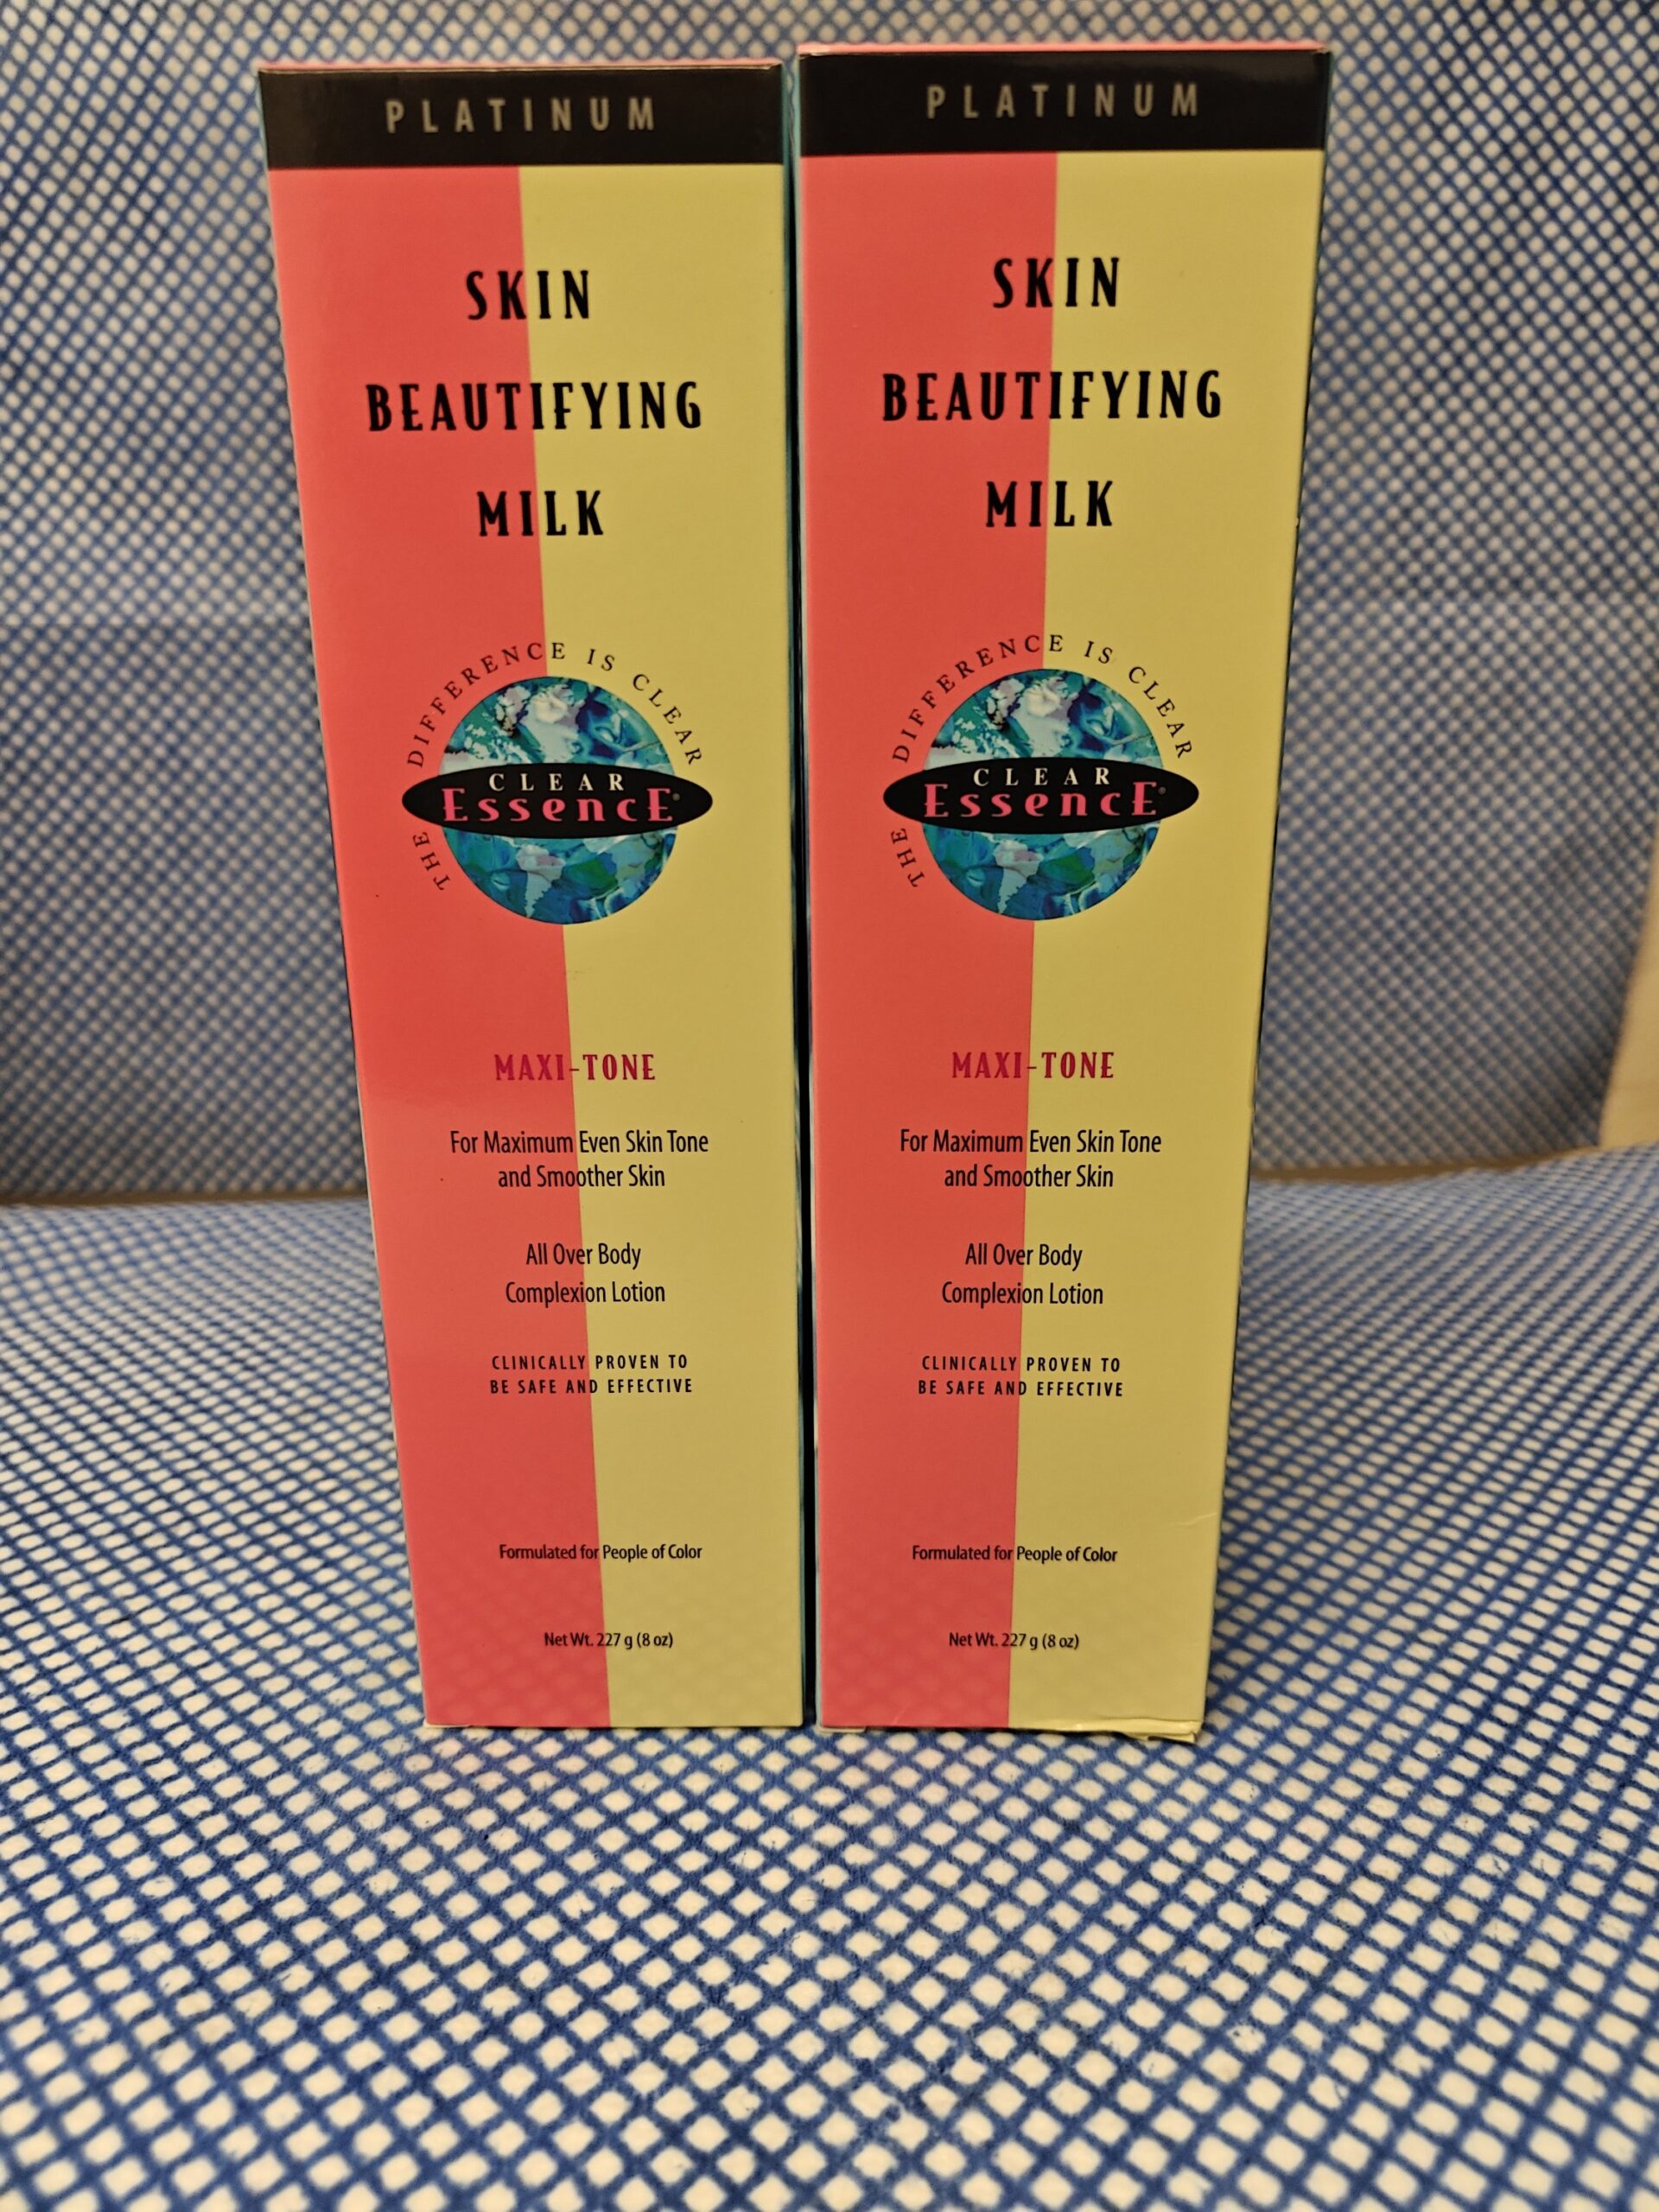 PLATINUM
SKIN
BEAUTIFYING
MILK
THE DIFFERENCE IS CLEAR
CLEAR
EssencE®
MAXI-TONE
For Maximum Even Skin Tone
and Smoother Skin
All Over Body
Complexion Lotion
CLINICALLY PROVEN TO
BE SAFE AND EFFECTIVE
Formulated for People of Color
Net Wt. 227 g (8 oz)
PLATINUM
SKIN
BEAUTIFYING
MILK
THE DIFFERENCE IS CLEAR
CLEAR
EssencE®
MAXI-TONE
For Maximum Even Skin Tone
and Smoother Skin
All Over Body
Complexion Lotion
CLINICALLY PROVEN TO
BE SAFE AND EFFECTIVE
Formulated for People of Color
Net Wt. 227 g (8 oz)